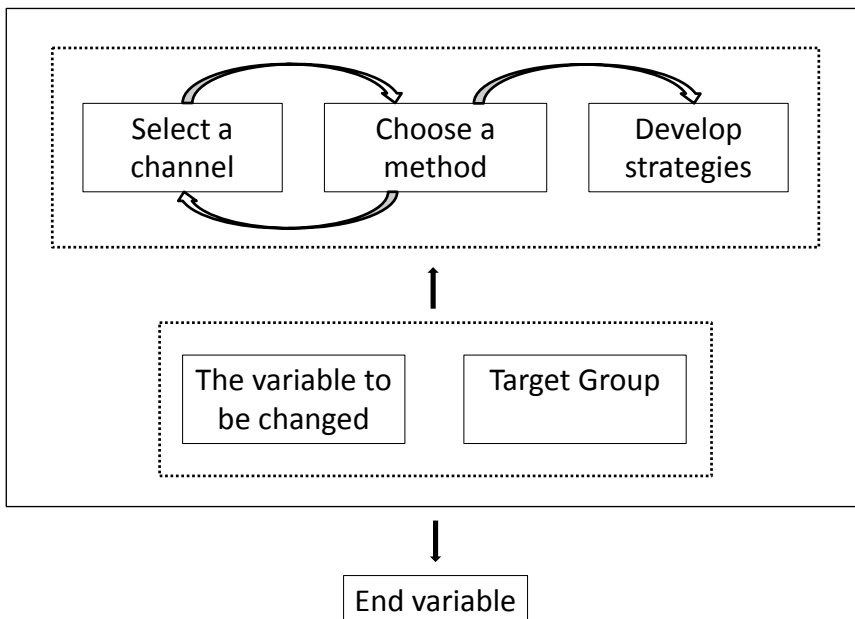 Select a
channel
Choose a
method
Develop
strategies
The variable to
be changed
Target Group
End variable